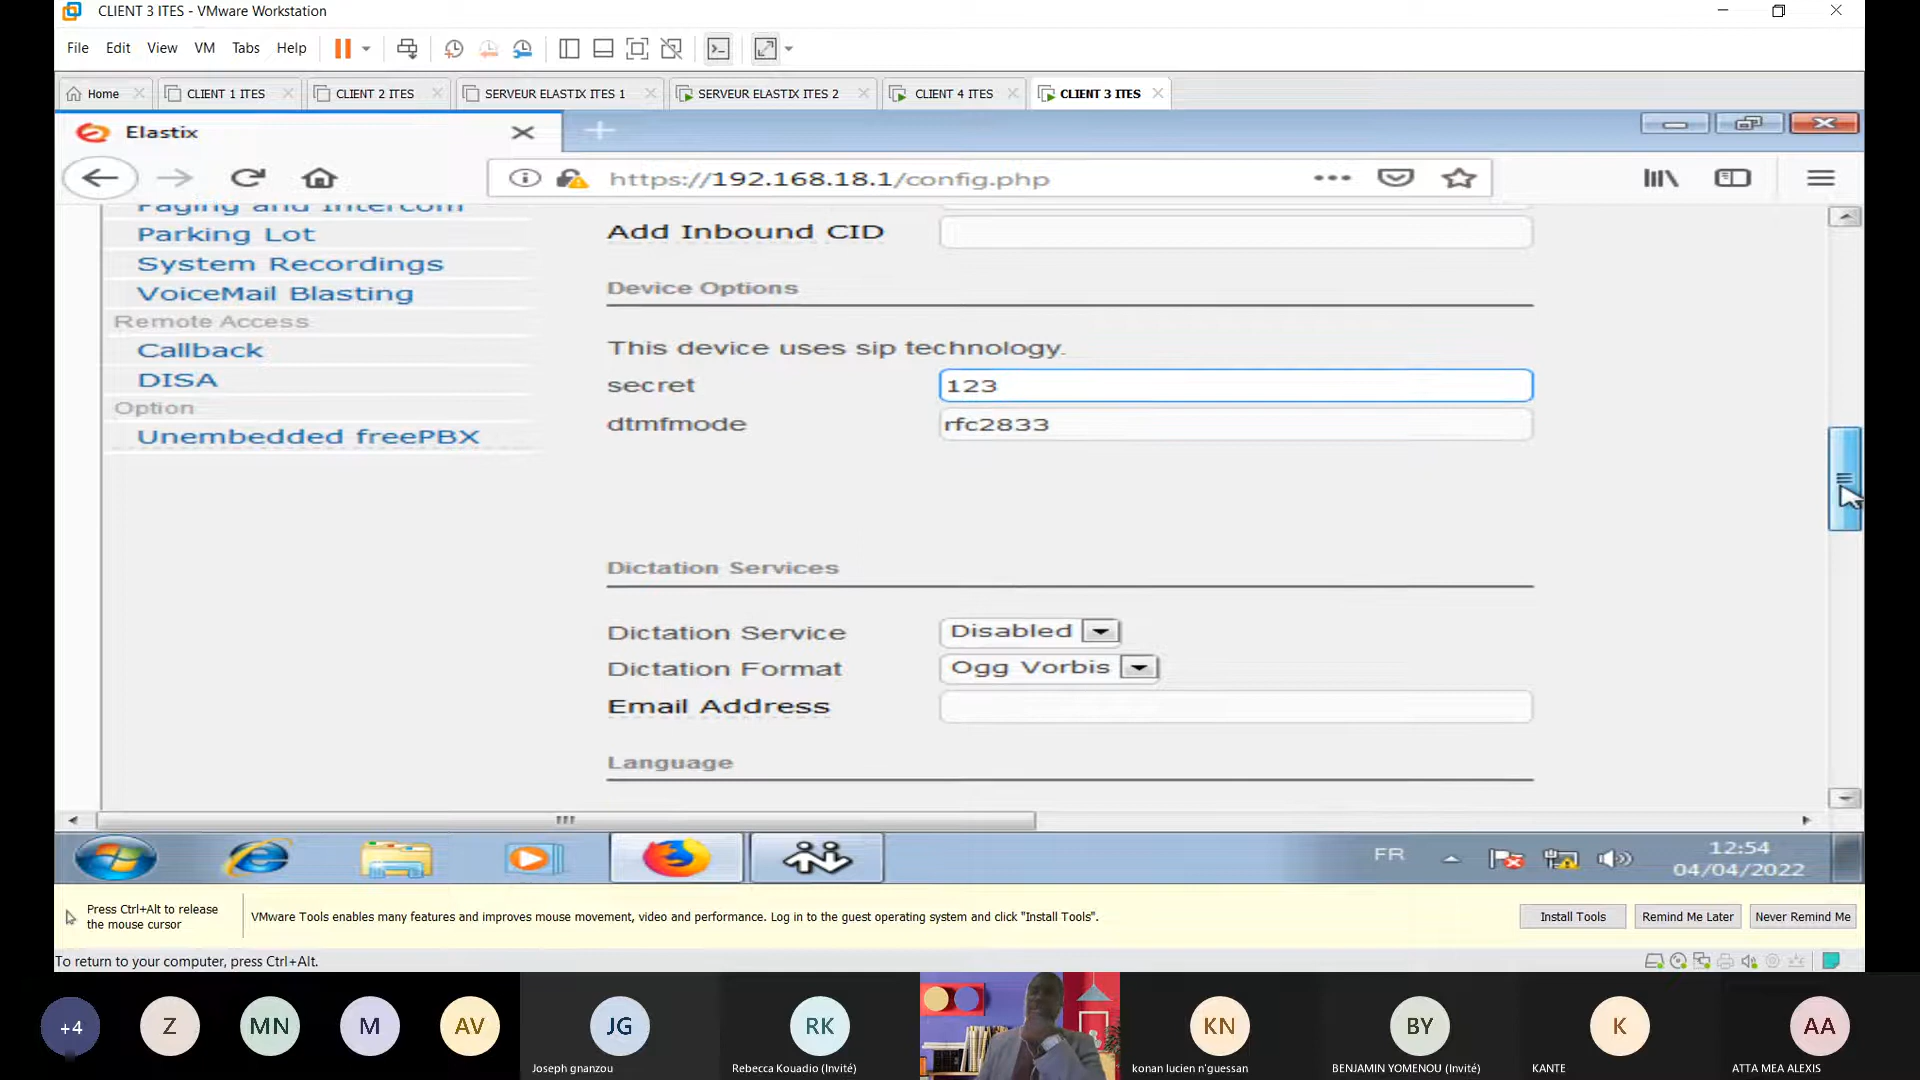 CLIENT 3 ITES - VMware Workstation
File Edit View VM Tabs Help
Home CLIENT 1 ITES CLIENT 2 ITES SERVEUR ELASTIX ITES 1 SERVEUR ELASTIX ITES 2 CLIENT 4 ITES CLIENT 3 ITES
Elastix
https://192.168.18.1/config.php
Paging and Intercom
Parking Lot
System Recordings
VoiceMail Blasting
Remote Access
Callback
DISA
Option
Unembedded freePBX
Add Inbound CID
Device Options
This device uses sip technology.
secret 123
dtmfmode rfc2833
Dictation Services
Dictation Service Disabled
Dictation Format Ogg Vorbis
Email Address
Language
FR
12:54
04/04/2022
Press Ctrl+Alt to release
the mouse cursor
VMware Tools enables many features and improves mouse movement, video and performance. Log in to the guest operating system and click "Install Tools".
Install Tools Remind Me Later Never Remind Me
To return to your computer, press Ctrl+Alt.
+4 Z MN M AV JG RK KN BY K AA
Joseph gnanzou Rebecca Kouadio (Invité) konan lucien n'guessan BENJAMIN YOMENOU (Invité) KANTE ATTA MEA ALEXIS